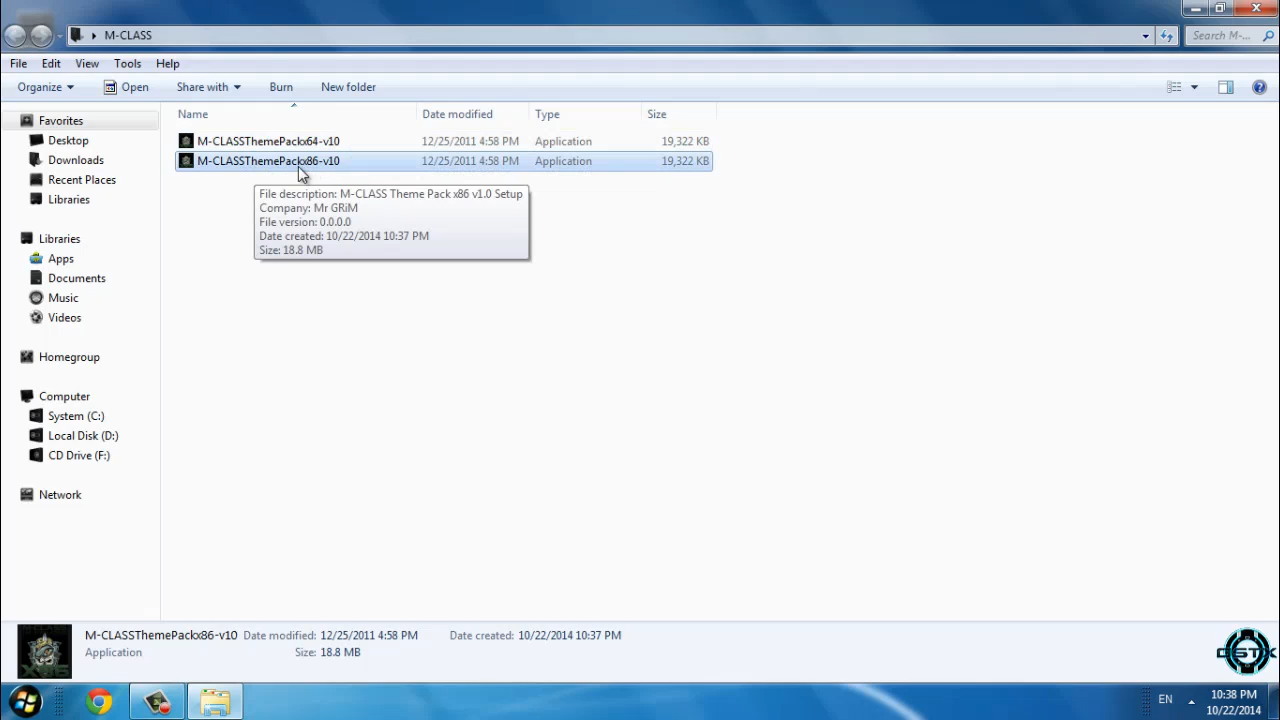 M-CLASS
Search M-...
File Edit View Tools Help
Organize Open Share with Burn New folder
Name Date modified Type Size
Favorites
Desktop
Downloads
Recent Places
Libraries
Libraries
Apps
Documents
Music
Videos
Homegroup
Computer
System (C:)
Local Disk (D:)
CD Drive (F:)
Network
M-CLASSThemePackx64-v10 12/25/2011 4:58 PM Application 19,322 KB
M-CLASSThemePackx86-v10 12/25/2011 4:58 PM Application 19,322 KB
File description: M-CLASS Theme Pack x86 v1.0 Setup
Company: Mr GRiM
File version: 0.0.0.0
Date created: 10/22/2014 10:37 PM
Size: 18.8 MB
M-CLASSThemePackx86-v10 Date modified: 12/25/2011 4:58 PM Date created: 10/22/2014 10:37 PM
Application Size: 18.8 MB
EN
10:38 PM
10/22/2014